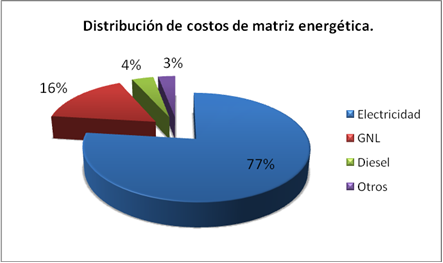 Distribución de costos de matriz energética.
3%
4%
16%
77%
Electricidad
GNL
Diesel
Otros